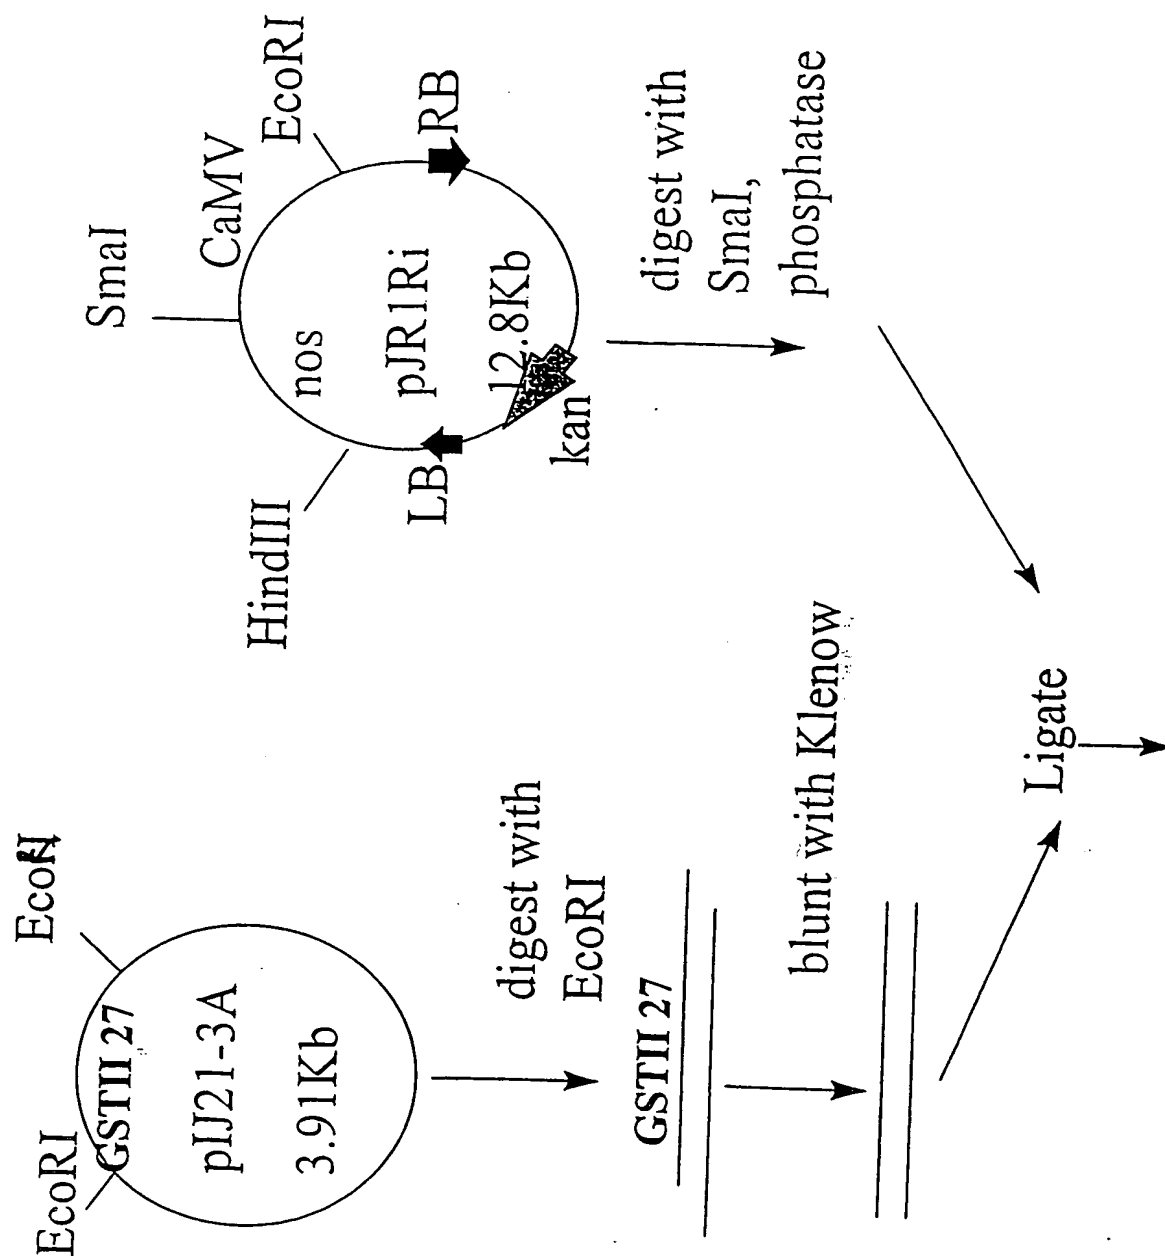 EcoRI
EcoRI
GSTII 27
pIJ21-3A
3.91Kb
digest with
EcoRI
GSTII 27
blunt with Klenow
Ligate
SmaI
CaMV
EcoRI
HindIII
nos
pJR1Ri
12.8Kb
LB
RB
kan
digest with
SmaI,
phosphatase